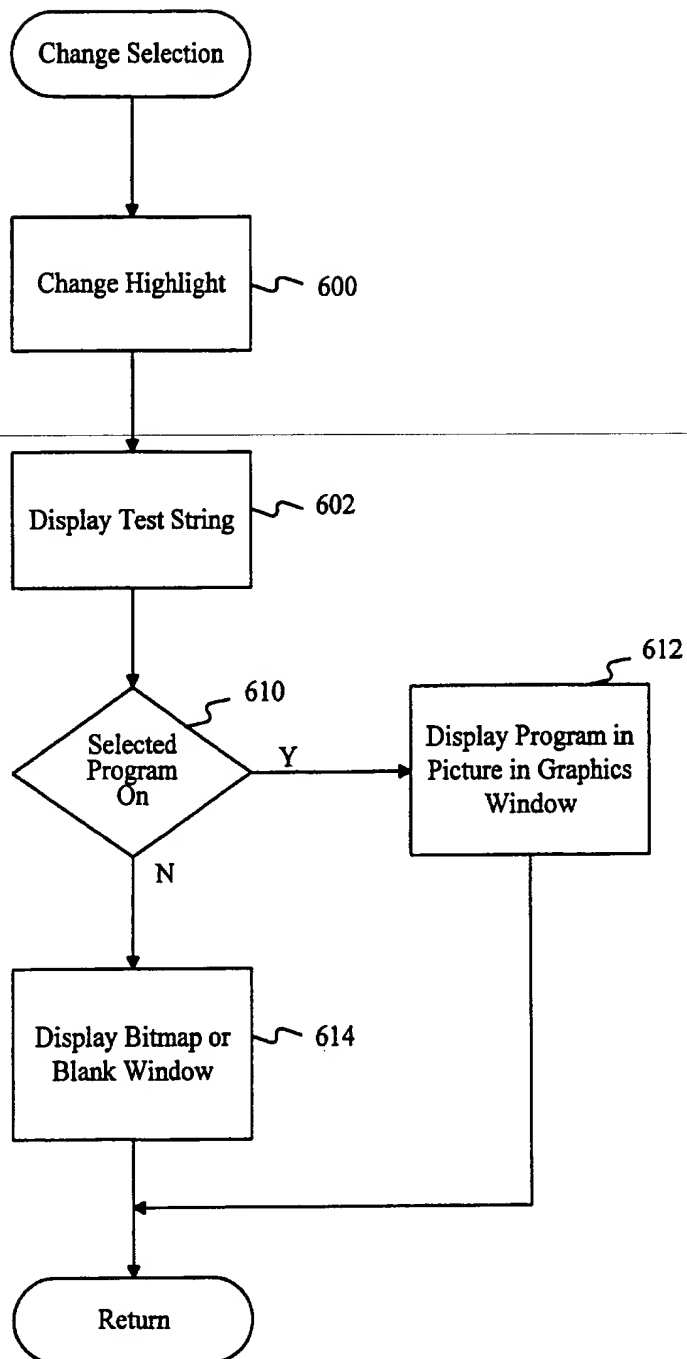 Change Selection
Change Highlight
600
Display Test String
602
610
Selected
Program
On
Y
N
612
Display Program in
Picture in Graphics
Window
Display Bitmap or
Blank Window
614
Return